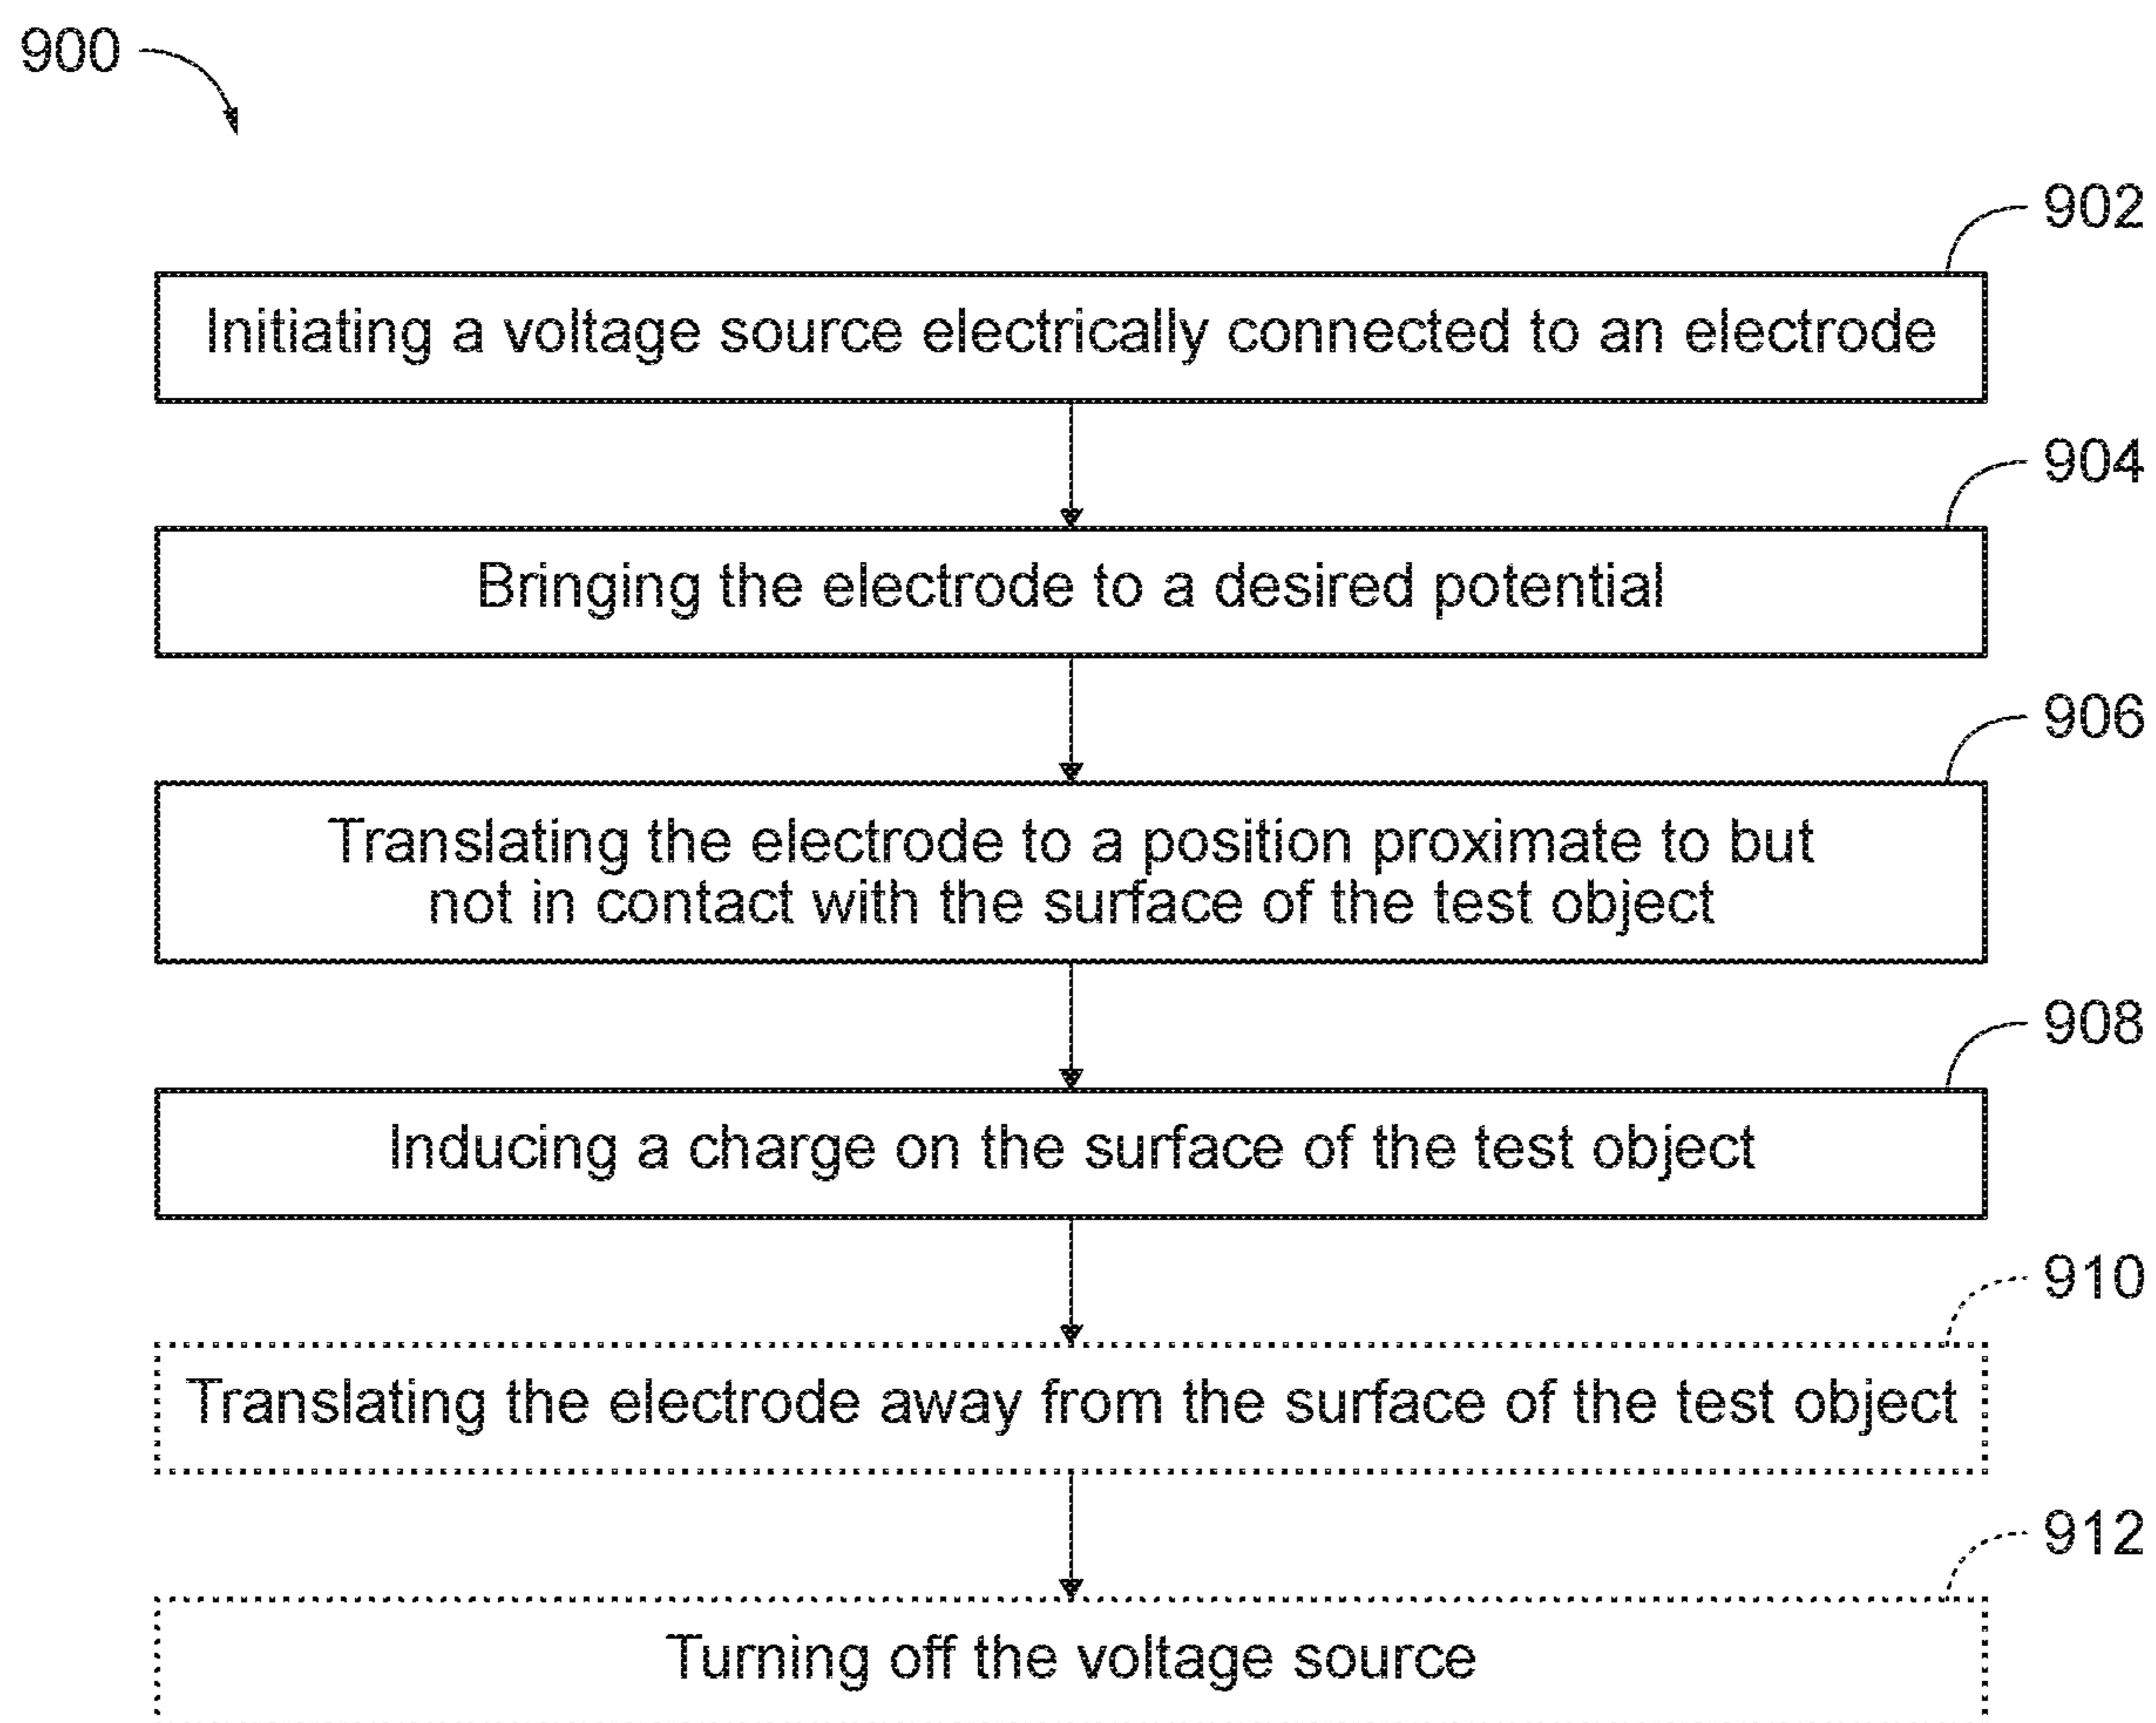 900
902
Initiating a voltage source electrically connected to an electrode
904
Bringing the electrode to a desired potential
906
Translating the electrode to a position proximate to but
not in contact with the surface of the test object
908
Inducing a charge on the surface of the test object
910
Translating the electrode away from the surface of the test object
912
Turning off the voltage source